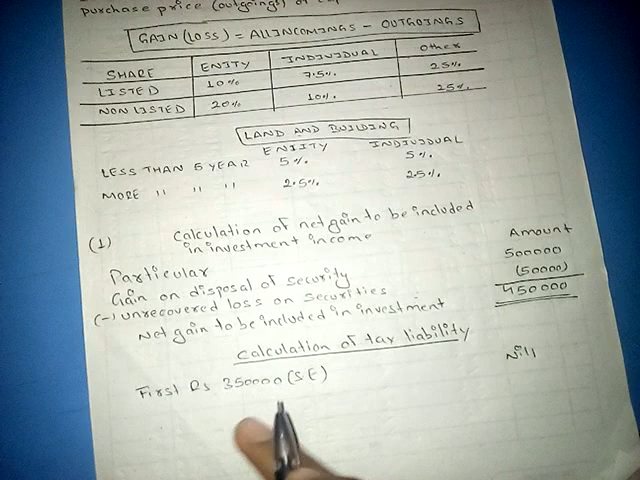 purchase price (outgoings) of
GAIN (LOSS) = ALL INCOMINGS - OUTGOINGS
SHARE ENTITY INDIVIDUAL Other
LISTED 10% 7.5% 25%
NON LISTED 20% 10% 25%
LAND AND BUILDING
ENTITY INDIVIDUAL
LESS THAN 5 YEAR 5% 5%
MORE " " " 2.5% 2.5%
(1) Calculation of net gain to be included
in investment income
Particular Amount
Gain on disposal of security 500000
(-) unrecovered loss on securities (50000)
Net gain to be included in investment 450000
Calculation of tax liability
First Rs 350000 (SE) Nill